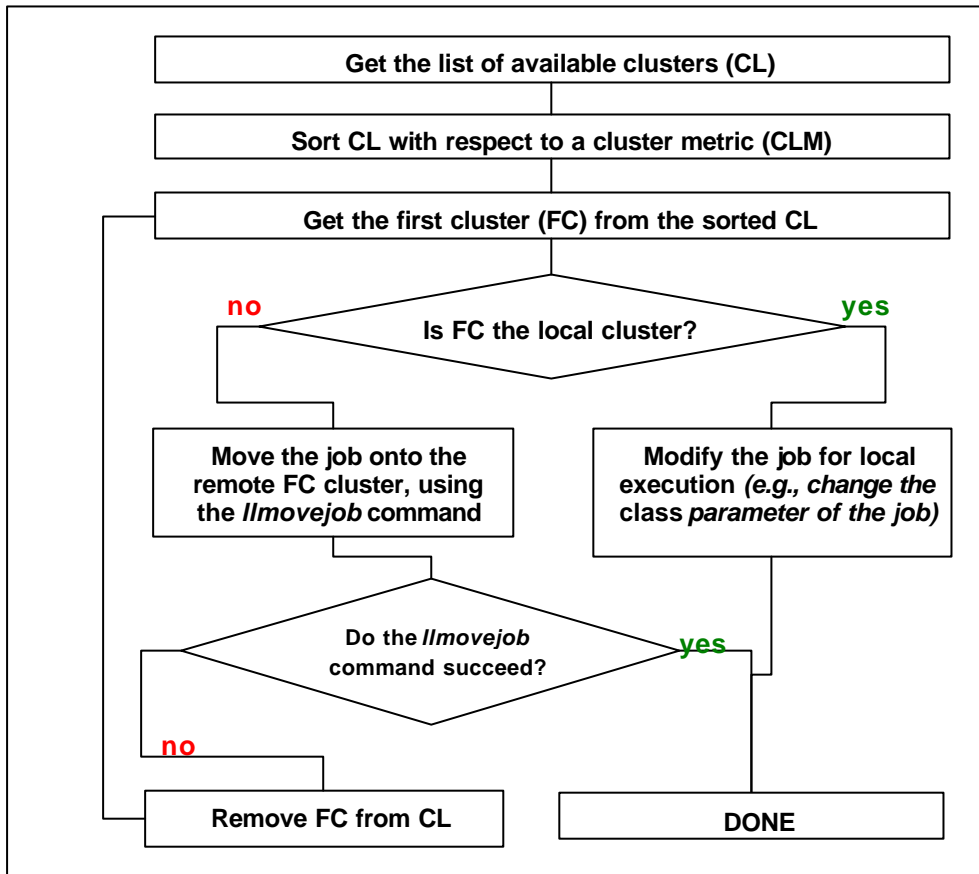 Get the list of available clusters (CL)
Sort CL with respect to a cluster metric (CLM)
Get the first cluster (FC) from the sorted CL
no
yes
Is FC the local cluster?
Move the job onto the
remote FC cluster, using
the llmovejob command
Modify the job for local
execution (e.g., change the
class parameter of the job)
Do the llmovejob
command succeed?
yes
no
Remove FC from CL
DONE